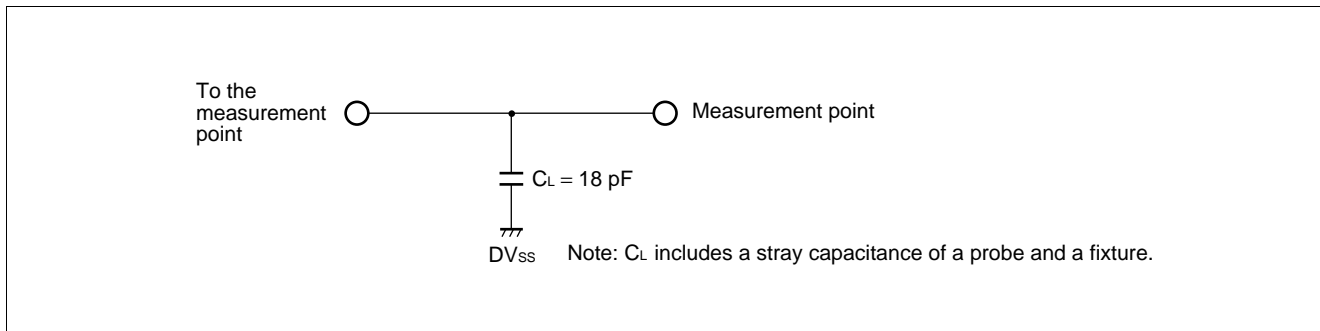 To the
measurement
point
Measurement point
CL = 18 pF
DVss
Note: CL includes a stray capacitance of a probe and a fixture.